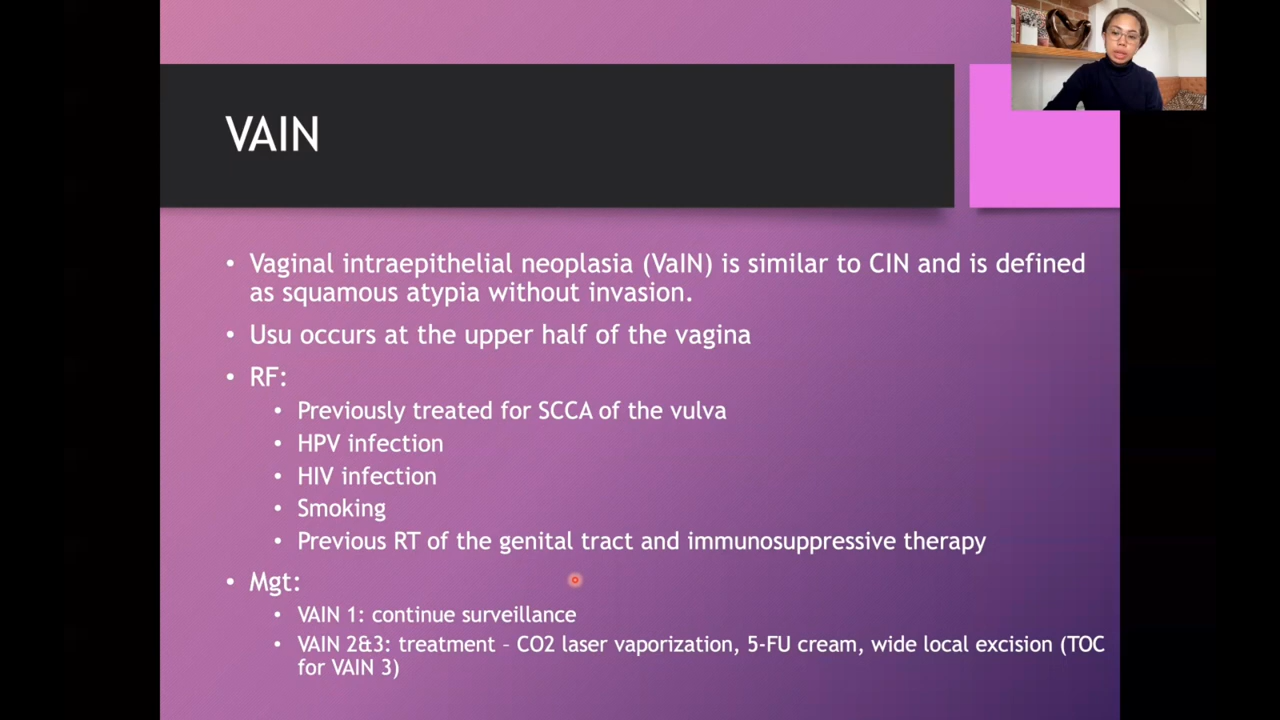 VAIN
• Vaginal intraepithelial neoplasia (VaIN) is similar to CIN and is defined
as squamous atypia without invasion.
• Usu occurs at the upper half of the vagina
• RF:
• Previously treated for SCCA of the vulva
• HPV infection
• HIV infection
• Smoking
• Previous RT of the genital tract and immunosuppressive therapy
• Mgt:
• VAIN 1: continue surveillance
• VAIN 2&3: treatment – CO2 laser vaporization, 5-FU cream, wide local excision (TOC
for VAIN 3)